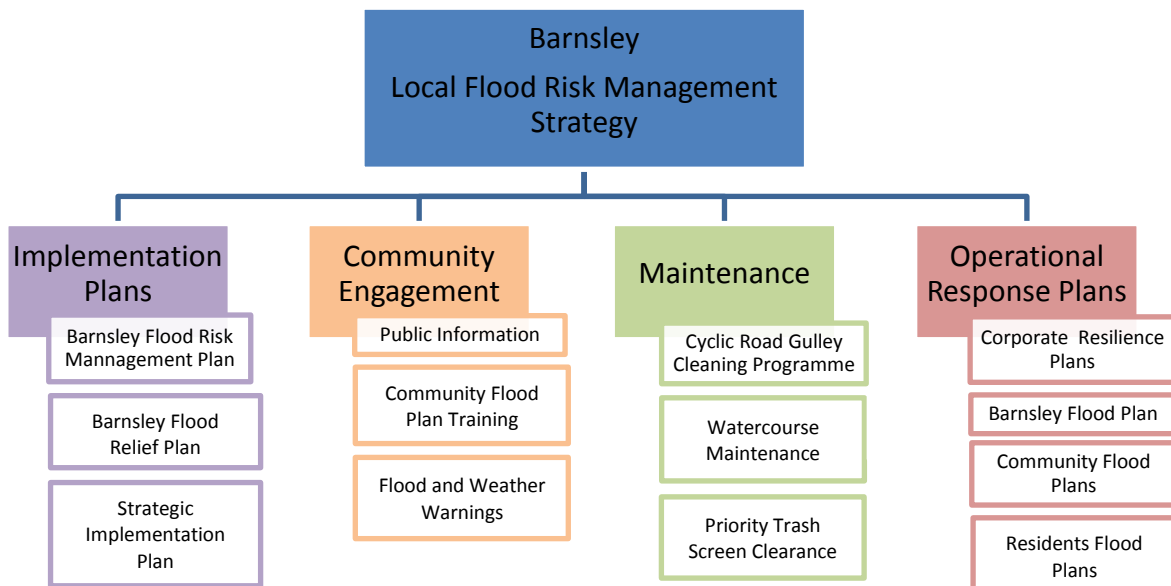 Barnsley
Local Flood Risk Management
Strategy
Implementation
Plans
Barnsley Flood Risk
Mannagement Plan
Barnsley Flood
Relief Plan
Strategic
Implementation
Plan
Community
Engagement
Public Information
Community Flood
Plan Training
Flood and Weather
Warnings
Maintenance
Cyclic Road Gulley
Cleaning Programme
Watercourse
Maintenance
Priority Trash
Screen Clearance
Operational
Response Plans
Corporate Resilience
Plans
Barnsley Flood Plan
Community Flood
Plans
Residents Flood
Plans